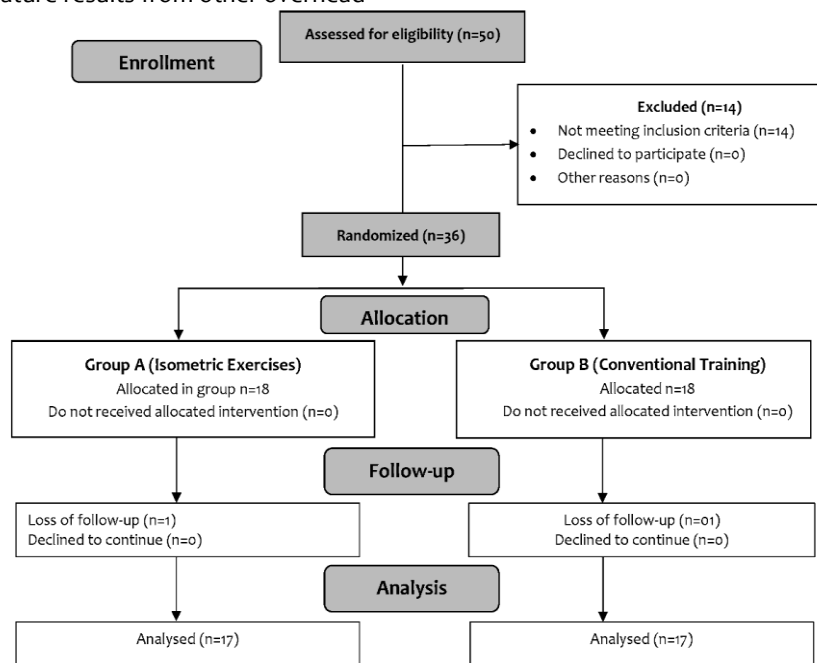 ature results from other overhead
Assessed for eligibility (n=50)
Enrollment
Excluded (n=14)
• Not meeting inclusion criteria (n=14)
• Declined to participate (n=0)
• Other reasons (n=0)
Randomized (n=36)
Allocation
Group A (Isometric Exercises)
Allocated in group n=18
Do not received allocated intervention (n=0)
Group B (Conventional Training)
Allocated n=18
Do not received allocated intervention (n=0)
Follow-up
Loss of follow-up (n=1)
Declined to continue (n=0)
Loss of follow-up (n=01)
Declined to continue (n=0)
Analysis
Analysed (n=17)
Analysed (n=17)